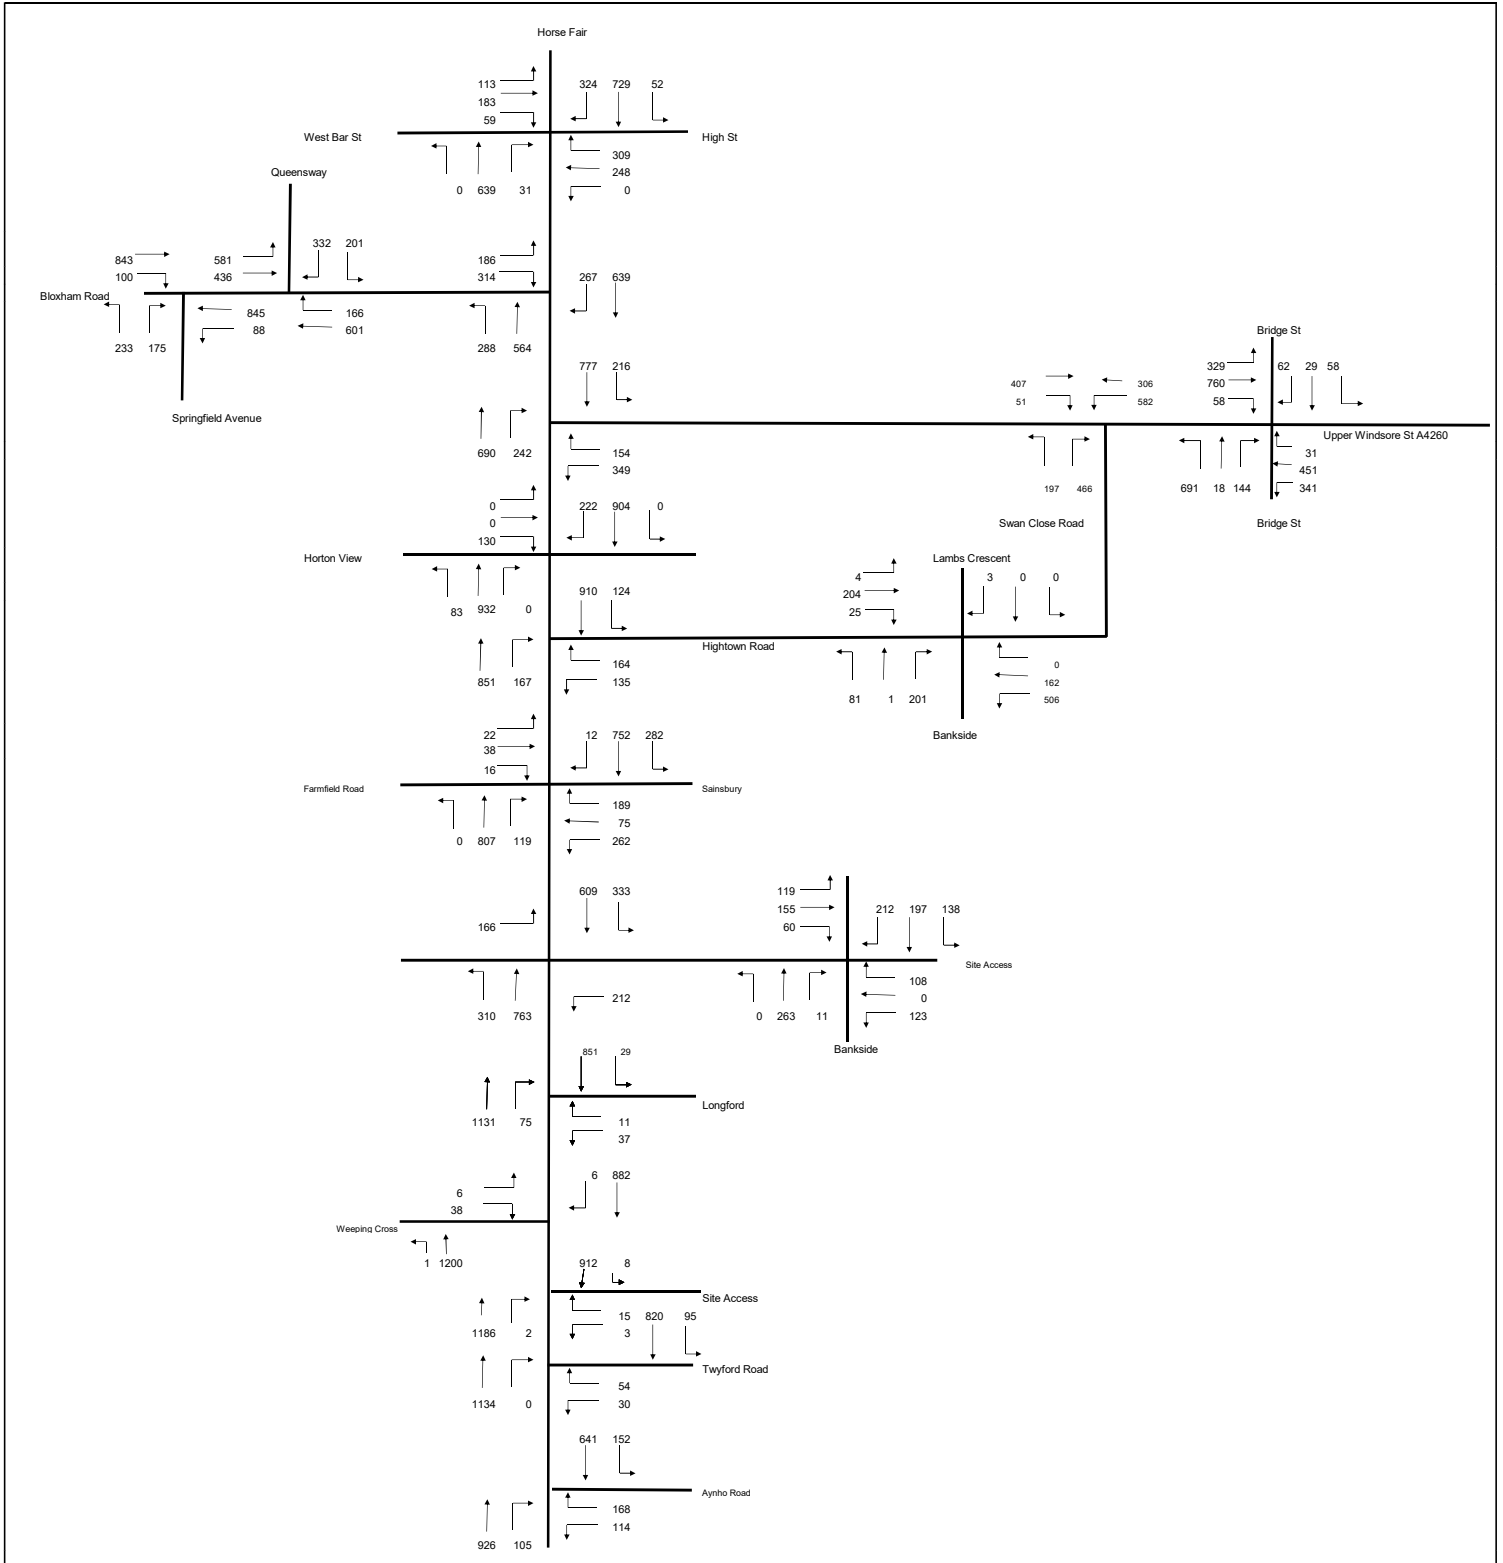 Horse Fair
113 324 729 52
183
59
West Bar St High St
309
248
0 639 31 0
Queensway
332 201
843 581 186
100 436 314 267 639
Bloxham Road
845 166
88 601
233 175 288 564
Bridge St
777 216 329 62 29 58
407 306 760
51 582 58
Springfield Avenue
Upper Windsore St A4260
690 242 154 31
349 451
197 466 691 18 144 341
0 222 904 0
0
130
Swan Close Road Bridge St
Horton View Lambs Crescent
4 3 0 0
910 124 204
83 932 0 25
Hightown Road
164 0
851 167 135 162
81 1 201 506
22 12 752 282 Bankside
38
16
Farmfield Road Sainsbury
189
75
0 807 119 262
609 333 119
155 212 197 138
166 60
Site Access
108
212 0
310 763 0 263 11 123
Bankside
851 29
Longford
1131 75 11
37
6 882
6
38
Weeping Cross
1 1200 912 8
Site Access
15 820 95
1186 2 3
Twyford Road
54
1134 0 30
641 152
Aynho Road
168
114
926 105